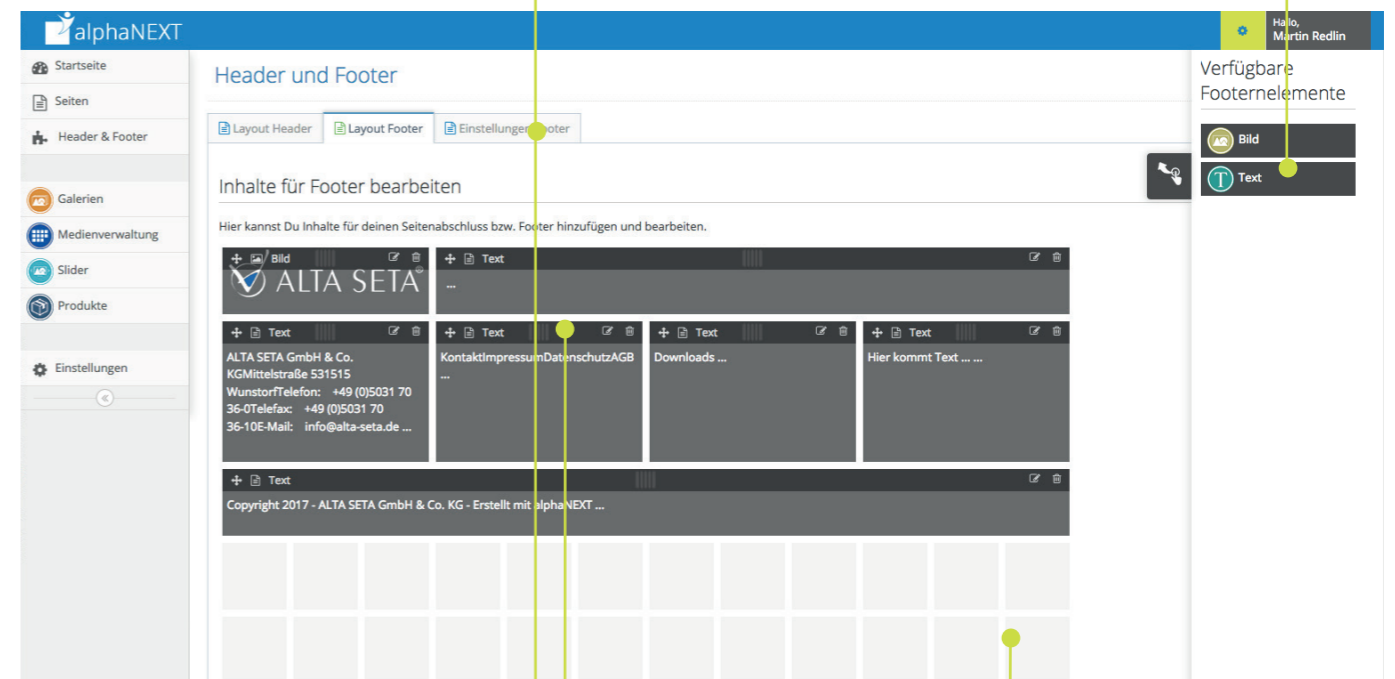 alphaNEXT
Hallo,
Martin Redlin
Startseite
Seiten
Header & Footer
Galerien
Medienverwaltung
Slider
Produkte
Einstellungen
Header und Footer
Layout Header
Layout Footer
Einstellungen Footer
Inhalte für Footer bearbeiten
Hier kannst Du Inhalte für deinen Seitenabschluss bzw. Footer hinzufügen und bearbeiten.
Bild
ALTA SETA®
Text
...
Text
ALTA SETA GmbH & Co.
KGMittelstraße 531515
WunstorfTelefon: +49 (0)5031 70
36-0Telefax: +49 (0)5031 70
36-10E-Mail: info@alta-seta.de ...
Text
KontaktImpressumDatenschutzAGB
...
Text
Downloads ...
Text
Hier kommt Text ... ...
Text
Copyright 2017 - ALTA SETA GmbH & Co. KG - Erstellt mit alphaNEXT ...
Verfügbare
Footernelemente
Bild
Text